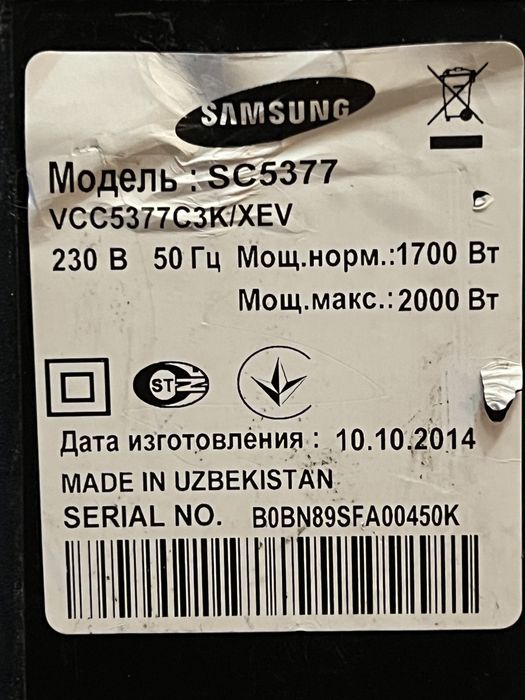 SAMSUNG
Модель : SC5377
VCC5377C3K/XEV
230 В 50 Гц Мощ.норм.:1700 Вт
Мощ.макс.:2000 Вт
ST
Дата изготовления : 10.10.2014
MADE IN UZBEKISTAN
SERIAL NO. B0BN89SFA00450K